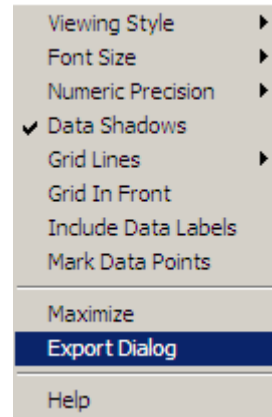 Viewing Style
Font Size
Numeric Precision
Data Shadows
Grid Lines
Grid In Front
Include Data Labels
Mark Data Points
Maximize
Export Dialog
Help